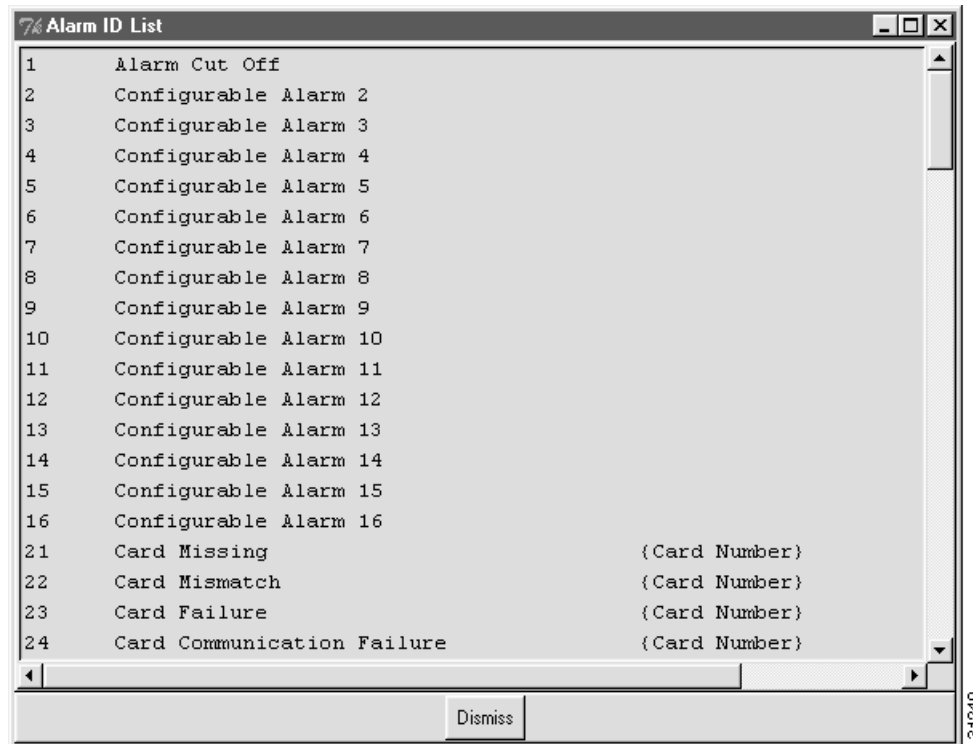 Alarm ID List
1 Alarm Cut Off
2 Configurable Alarm 2
3 Configurable Alarm 3
4 Configurable Alarm 4
5 Configurable Alarm 5
6 Configurable Alarm 6
7 Configurable Alarm 7
8 Configurable Alarm 8
9 Configurable Alarm 9
10 Configurable Alarm 10
11 Configurable Alarm 11
12 Configurable Alarm 12
13 Configurable Alarm 13
14 Configurable Alarm 14
15 Configurable Alarm 15
16 Configurable Alarm 16
21 Card Missing {Card Number}
22 Card Mismatch {Card Number}
23 Card Failure {Card Number}
24 Card Communication Failure {Card Number}
Dismiss